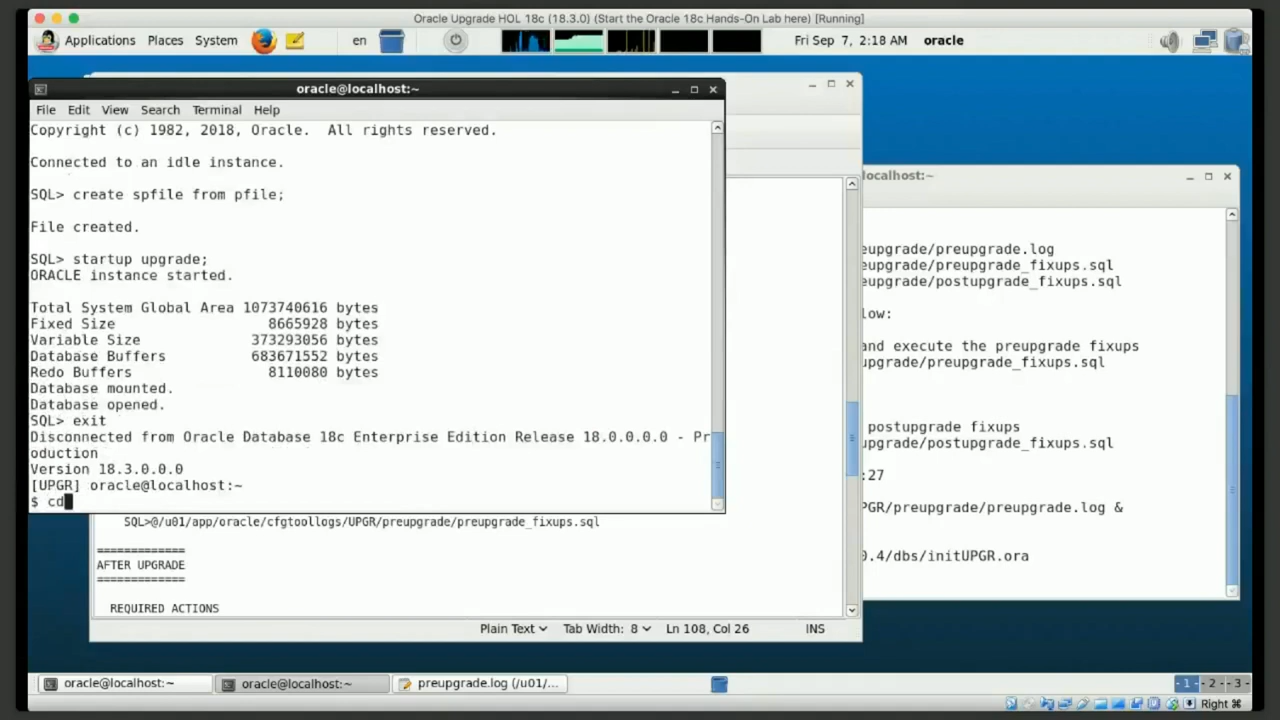 Oracle Upgrade HOL 18c (18.3.0) (Start the Oracle 18c Hands-On Lab here) [Running]
Applications Places System en Fri Sep 7, 2:18 AM oracle
oracle@localhost:~
File Edit View Search Terminal Help
Copyright (c) 1982, 2018, Oracle. All rights reserved.
Connected to an idle instance.
SQL> create spfile from pfile;
File created.
SQL> startup upgrade;
ORACLE instance started.
Total System Global Area 1073740616 bytes
Fixed Size 8665928 bytes
Variable Size 373293056 bytes
Database Buffers 683671552 bytes
Redo Buffers 8110080 bytes
Database mounted.
Database opened.
SQL> exit
Disconnected from Oracle Database 18c Enterprise Edition Release 18.0.0.0.0 - Pr
oduction
Version 18.3.0.0.0
[UPGR] oracle@localhost:~
$ cd
SQL>@/u01/app/oracle/cfgtoollogs/UPGR/preupgrade/preupgrade_fixups.sql
=============
AFTER UPGRADE
=============
REQUIRED ACTIONS
Plain Text Tab Width: 8 Ln 108, Col 26 INS
localhost:~
eupgrade/preupgrade.log
eupgrade/preupgrade_fixups.sql
eupgrade/postupgrade_fixups.sql
low:
and execute the preupgrade fixups
upgrade/preupgrade_fixups.sql
postupgrade fixups
upgrade/postupgrade_fixups.sql
:27
PGR/preupgrade/preupgrade.log &
0.4/dbs/initUPGR.ora
oracle@localhost:~ oracle@localhost:~ preupgrade.log (/u01/... - 1 - - 2 - - 3 -
Right ⌘